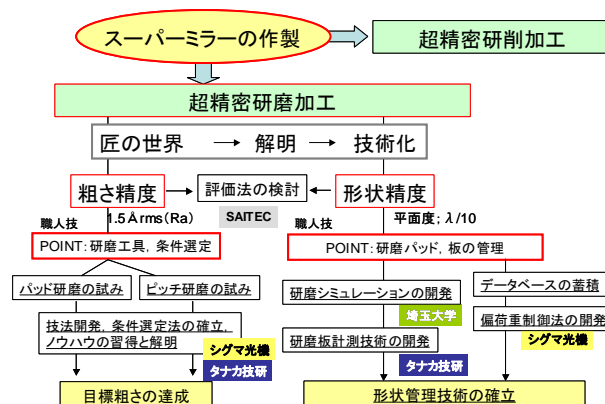 スーパーミラーの作製
超精密研削加工
超精密研磨加工
匠の世界 → 解明 → 技術化
粗さ精度
評価法の検討
形状精度
職人技
1.5Årms(Ra)
SAITEC
職人技
平面度;λ/10
POINT:研磨工具,条件選定
POINT:研磨パッド,板の管理
パッド研磨の試み
ピッチ研磨の試み
研磨シミュレーションの開発
データベースの蓄積
埼玉大学
技法開発,条件選定法の確立,
ノウハウの習得と解明
研磨板計測技術の開発
偏荷重制御法の開発
シグマ光機
シグマ光機
タナカ技研
タナカ技研
目標粗さの達成
形状管理技術の確立